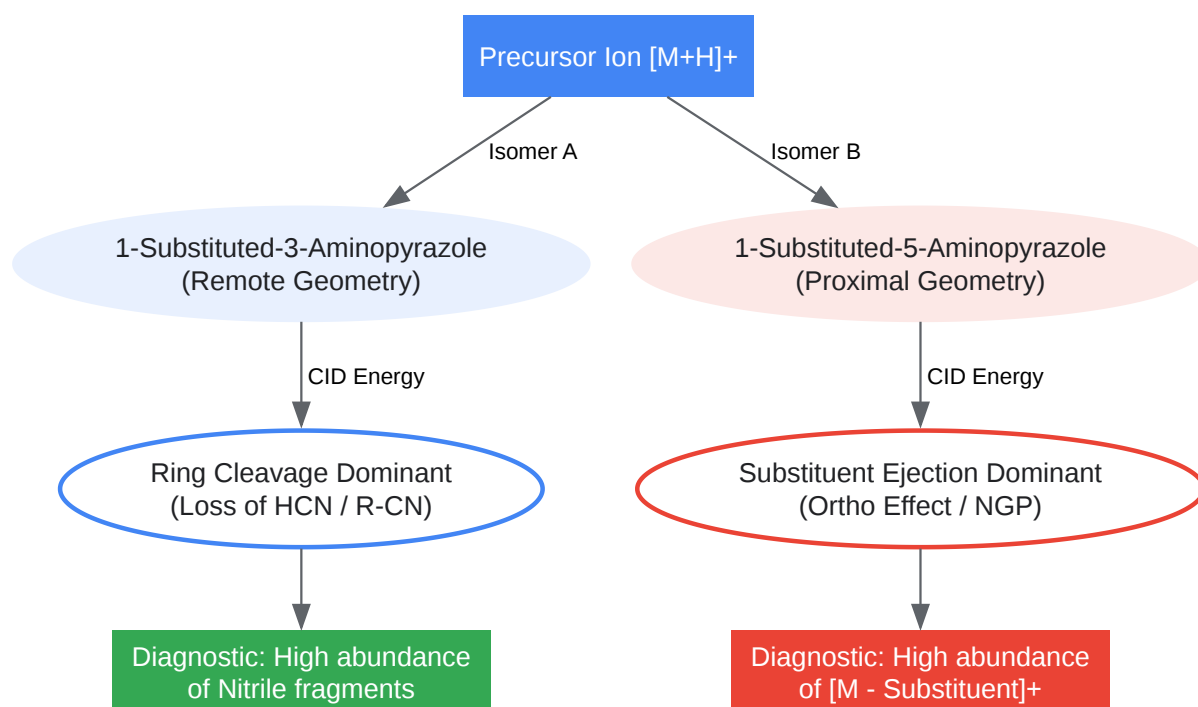 Precursor Ion [M+H]+
Isomer A
Isomer B
1-Substituted-3-Aminopyrazole
(Remote Geometry)
1-Substituted-5-Aminopyrazole
(Proximal Geometry)
CID Energy
CID Energy
Ring Cleavage Dominant
(Loss of HCN / R-CN)
Substituent Ejection Dominant
(Ortho Effect / NGP)
Diagnostic: High abundance
of Nitrile fragments
Diagnostic: High abundance
of [M - Substituent]+